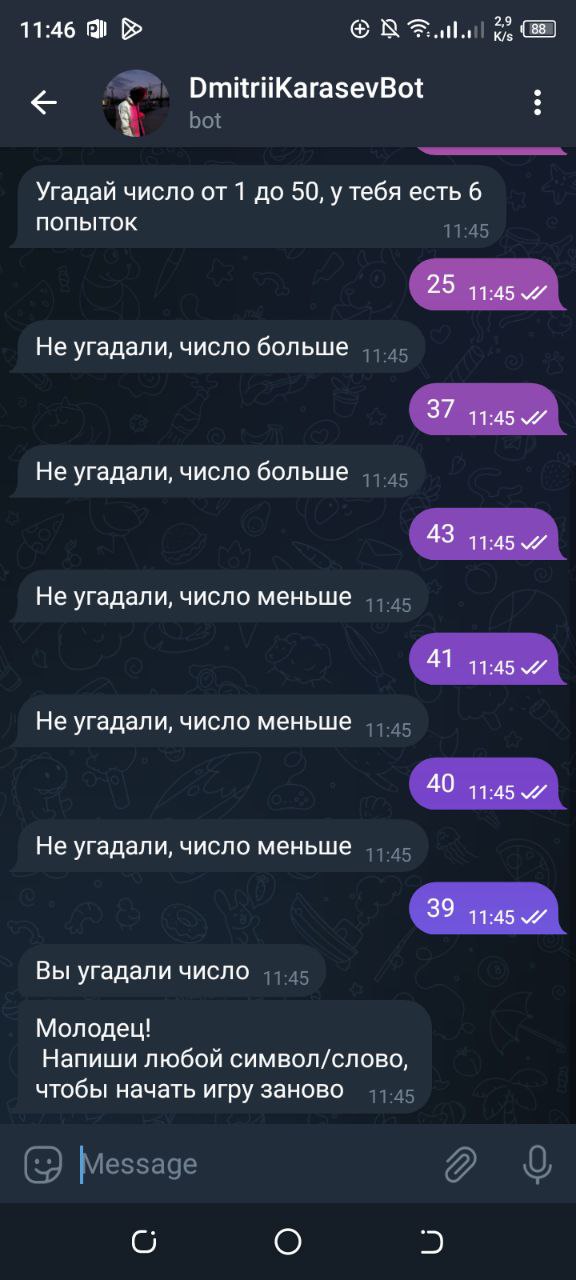 11:46
2,9
K/s
88
DmitriiKarasevBot
bot
Угадай число от 1 до 50, у тебя есть 6
попыток
11:45
25 11:45
Не угадали, число больше 11:45
37 11:45
Не угадали, число больше 11:45
43 11:45
Не угадали, число меньше 11:45
41 11:45
Не угадали, число меньше 11:45
40 11:45
Не угадали, число меньше 11:45
39 11:45
Вы угадали число 11:45
Молодец!
Напиши любой символ/слово,
чтобы начать игру заново 11:45
Message